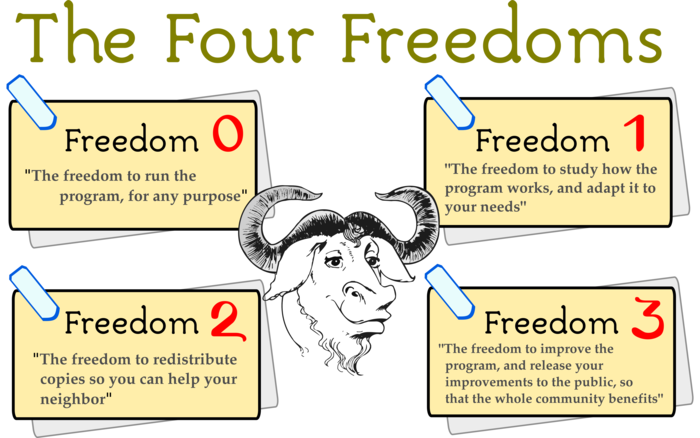 The Four Freedoms
Freedom 0
"The freedom to run the
program, for any purpose"
Freedom 1
"The freedom to study how the
program works, and adapt it to
your needs"
Freedom 2
"The freedom to redistribute
copies so you can help your
neighbor"
Freedom 3
"The freedom to improve the
program, and release your
improvements to the public, so
that the whole community benefits"